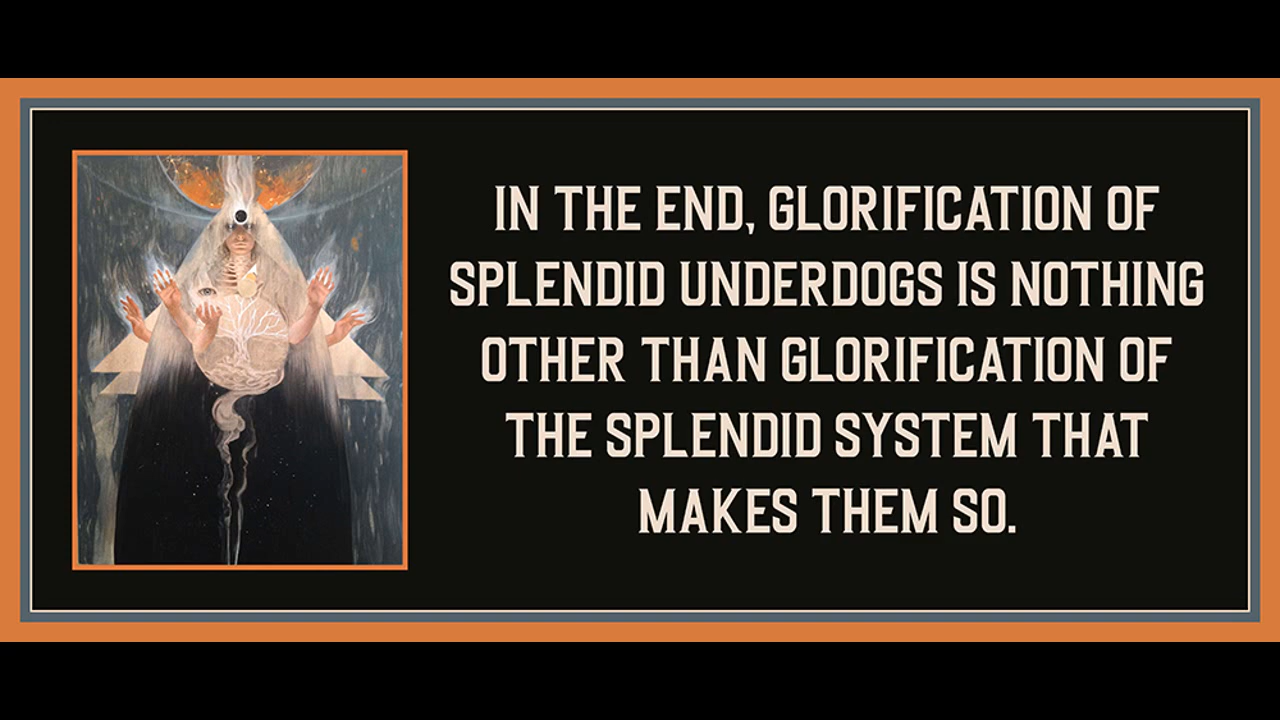 IN THE END, GLORIFICATION OF
SPLENDID UNDERDOGS IS NOTHING
OTHER THAN GLORIFICATION OF
THE SPLENDID SYSTEM THAT
MAKES THEM SO.